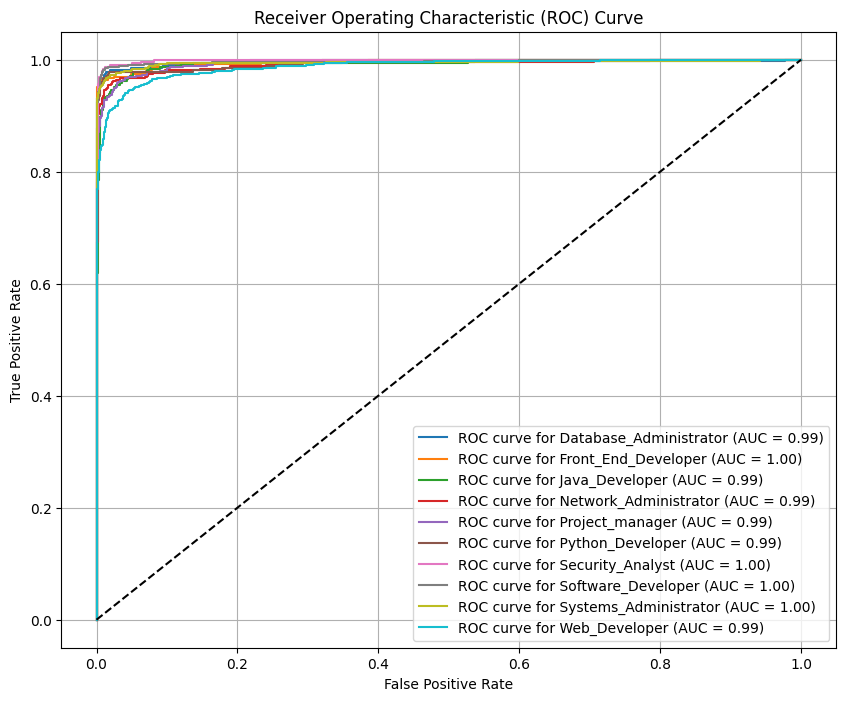 Receiver Operating Characteristic (ROC) Curve
True Positive Rate
1.0
0.8
0.6
0.4
0.2
0.0
ROC curve for Database_Administrator (AUC = 0.99)
ROC curve for Front_End_Developer (AUC = 1.00)
ROC curve for Java_Developer (AUC = 0.99)
ROC curve for Network_Administrator (AUC = 0.99)
ROC curve for Project_manager (AUC = 0.99)
ROC curve for Python_Developer (AUC = 0.99)
ROC curve for Security_Analyst (AUC = 1.00)
ROC curve for Software_Developer (AUC = 1.00)
ROC curve for Systems_Administrator (AUC = 1.00)
ROC curve for Web_Developer (AUC = 0.99)
0.0 0.2 0.4 0.6 0.8 1.0
False Positive Rate